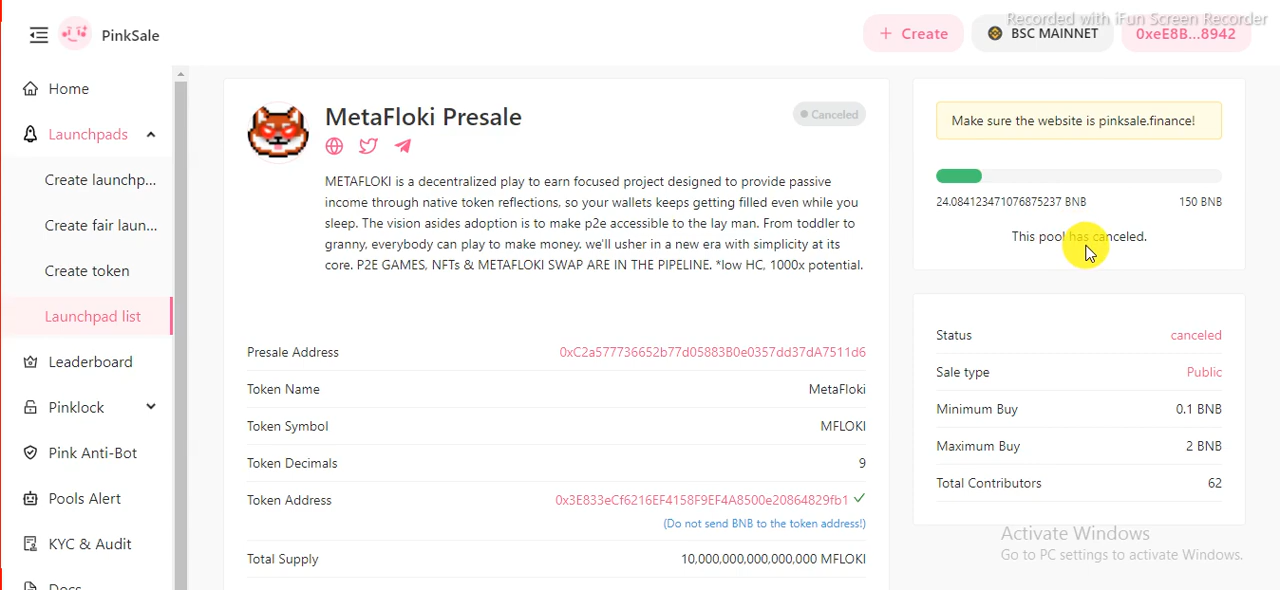 Recorded with iFun Screen Recorder
PinkSale
+ Create
BSC MAINNET
0xeE8B...8942
Home
Launchpads
Create launchp...
Create fair laun...
Create token
Launchpad list
Leaderboard
Pinklock
Pink Anti-Bot
Pools Alert
KYC & Audit
Docs
MetaFloki Presale
Canceled
METAFLOKI is a decentralized play to earn focused project designed to provide passive
income through native token reflections, so your wallets keeps getting filled even while you
sleep. The vision asides adoption is to make p2e accessible to the lay man. From toddler to
granny, everybody can play to make money. we'll usher in a new era with simplicity at its
core. P2E GAMES, NFTs & METAFLOKI SWAP ARE IN THE PIPELINE. *low HC, 1000x potential.
Presale Address 0xC2a577736652b77d05883B0e0357dd37dA7511d6
Token Name MetaFloki
Token Symbol MFLOKI
Token Decimals 9
Token Address 0x3E833eCf6216EF4158F9EF4A8500e20864829fb1
(Do not send BNB to the token address!)
Total Supply 10,000,000,000,000,000 MFLOKI
Make sure the website is pinksale.finance!
24.084123471076875237 BNB 150 BNB
This pool has canceled.
Status canceled
Sale type Public
Minimum Buy 0.1 BNB
Maximum Buy 2 BNB
Total Contributors 62
Activate Windows
Go to PC settings to activate Windows.